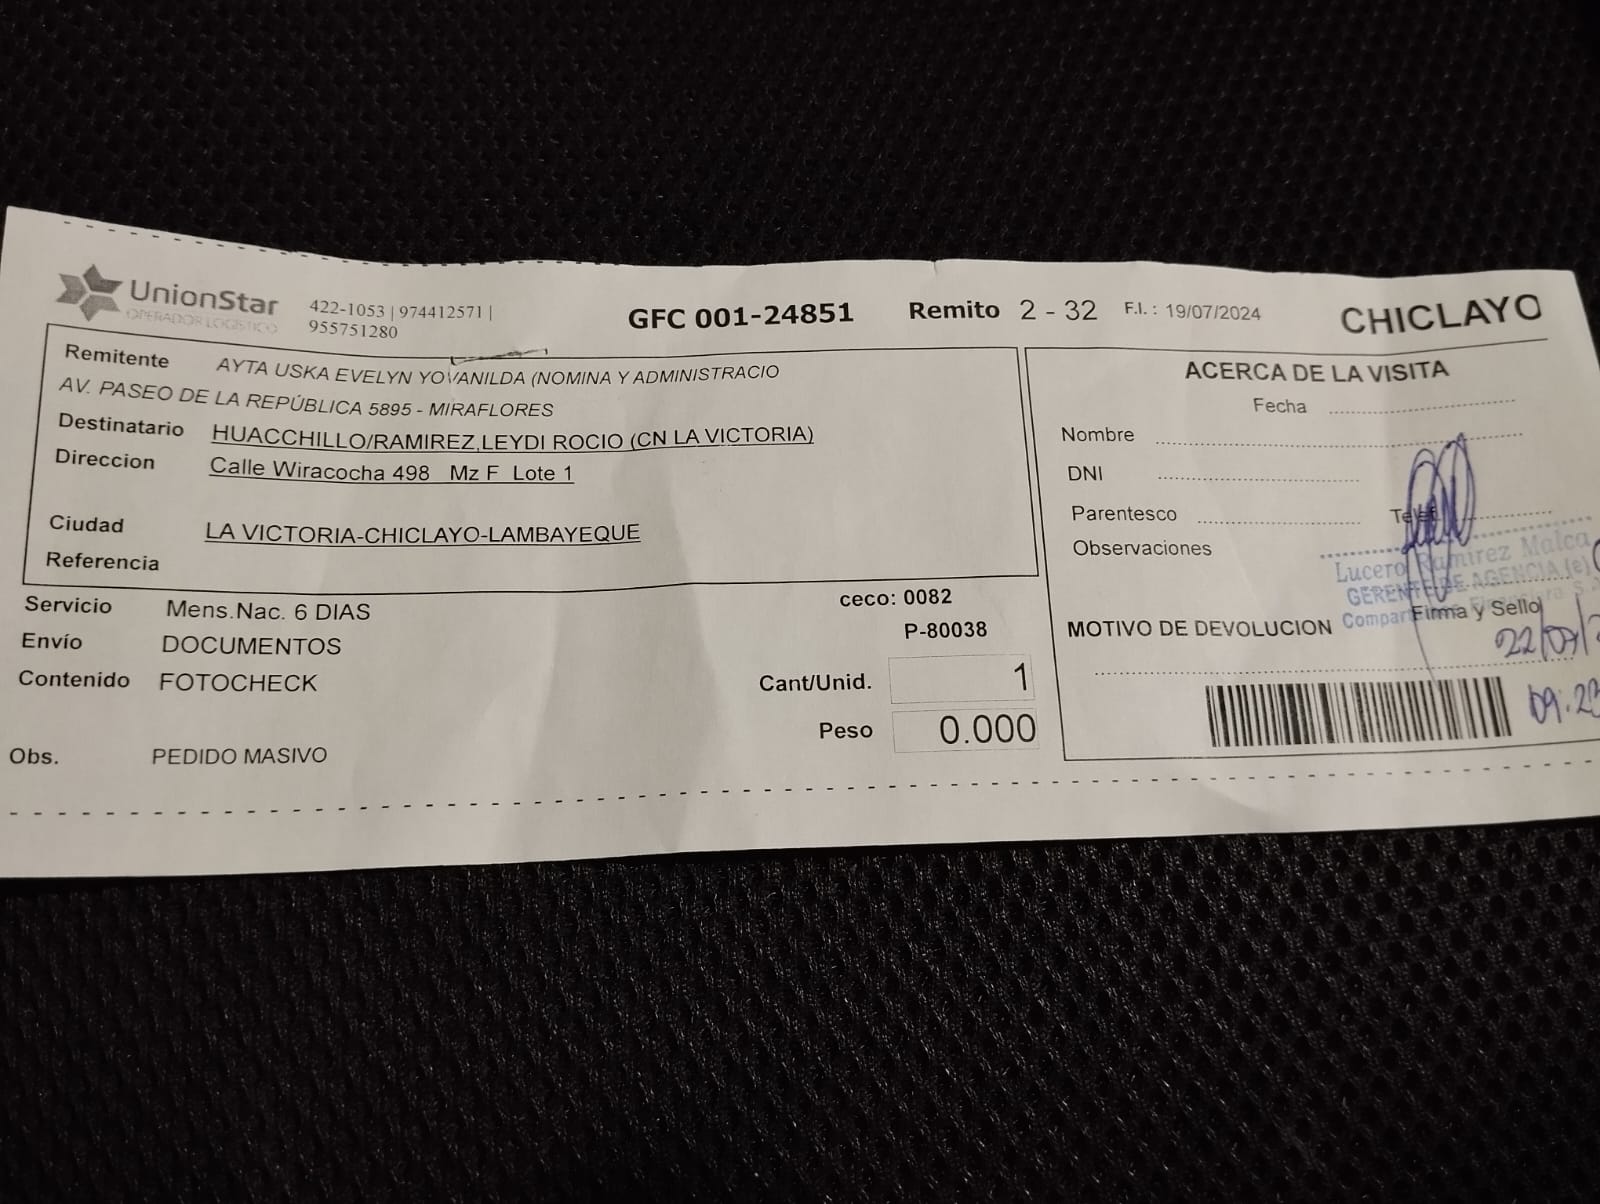 UnionStar
OPERADOR LOGISTICO
422-1053 | 974412571 |
955751280
GFC 001-24851
Remito 2 - 32
F.I. : 19/07/2024
CHICLAYO
Remitente AYTA USKA EVELYN YOVANILDA (NOMINA Y ADMINISTRACIO
AV. PASEO DE LA REPÚBLICA 5895 - MIRAFLORES
Destinatario HUACCHILLO/RAMIREZ,LEYDI ROCIO (CN LA VICTORIA)
Direccion Calle Wiracocha 498 Mz F Lote 1
Ciudad LA VICTORIA-CHICLAYO-LAMBAYEQUE
Referencia
Servicio Mens.Nac. 6 DIAS
Envío DOCUMENTOS
Contenido FOTOCHECK
Obs. PEDIDO MASIVO
ceco: 0082
P-80038
Cant/Unid. 1
Peso 0.000
ACERCA DE LA VISITA
Fecha
Nombre
DNI
Parentesco
Observaciones
Lucero Ramirez Malca
GERENTE DE AGENCIA (e)
Firma y Sello
MOTIVO DE DEVOLUCION
22/07/
09:23